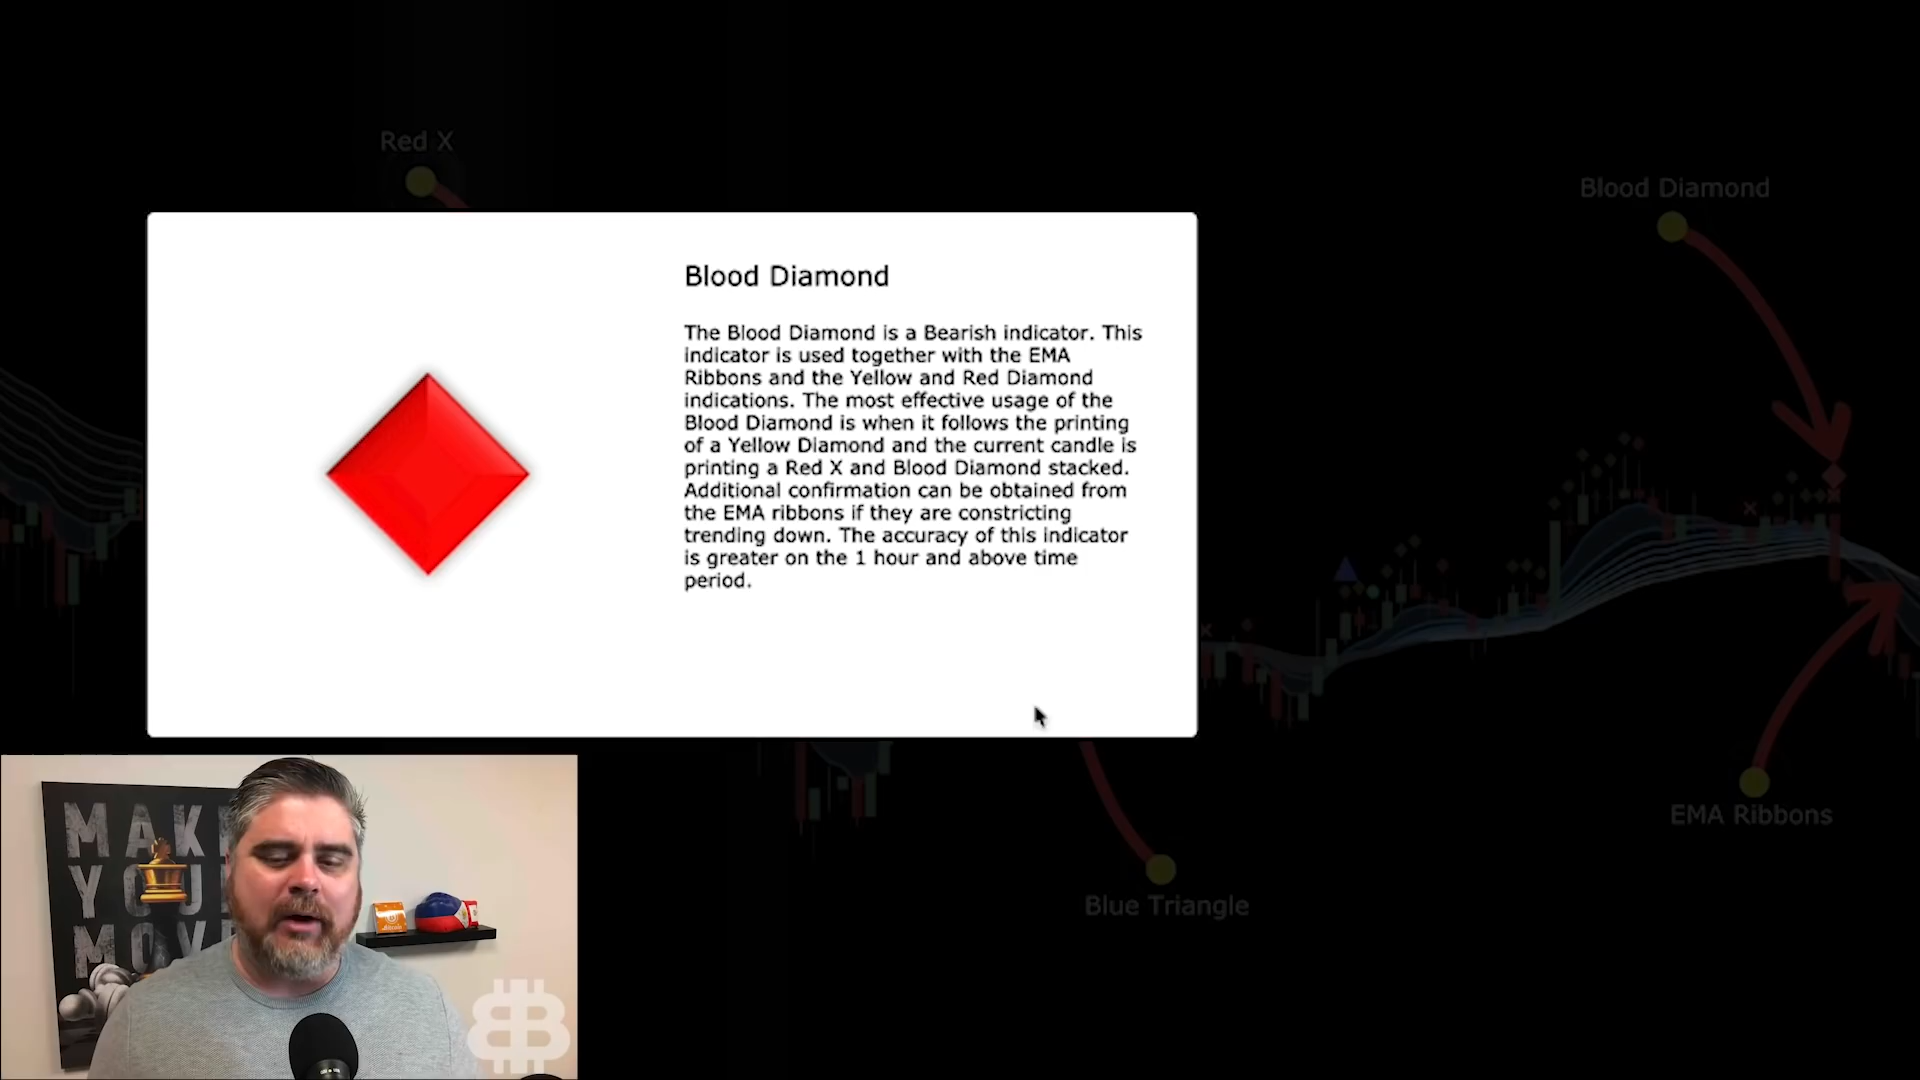 Red X
Blood Diamond
Blood Diamond
The Blood Diamond is a Bearish indicator. This
indicator is used together with the EMA
Ribbons and the Yellow and Red Diamond
indications. The most effective usage of the
Blood Diamond is when it follows the printing
of a Yellow Diamond and the current candle is
printing a Red X and Blood Diamond stacked.
Additional confirmation can be obtained from
the EMA ribbons if they are constricting
trending down. The accuracy of this indicator
is greater on the 1 hour and above time
period.
EMA Ribbons
Blue Triangle
MAK
YOU
MOV